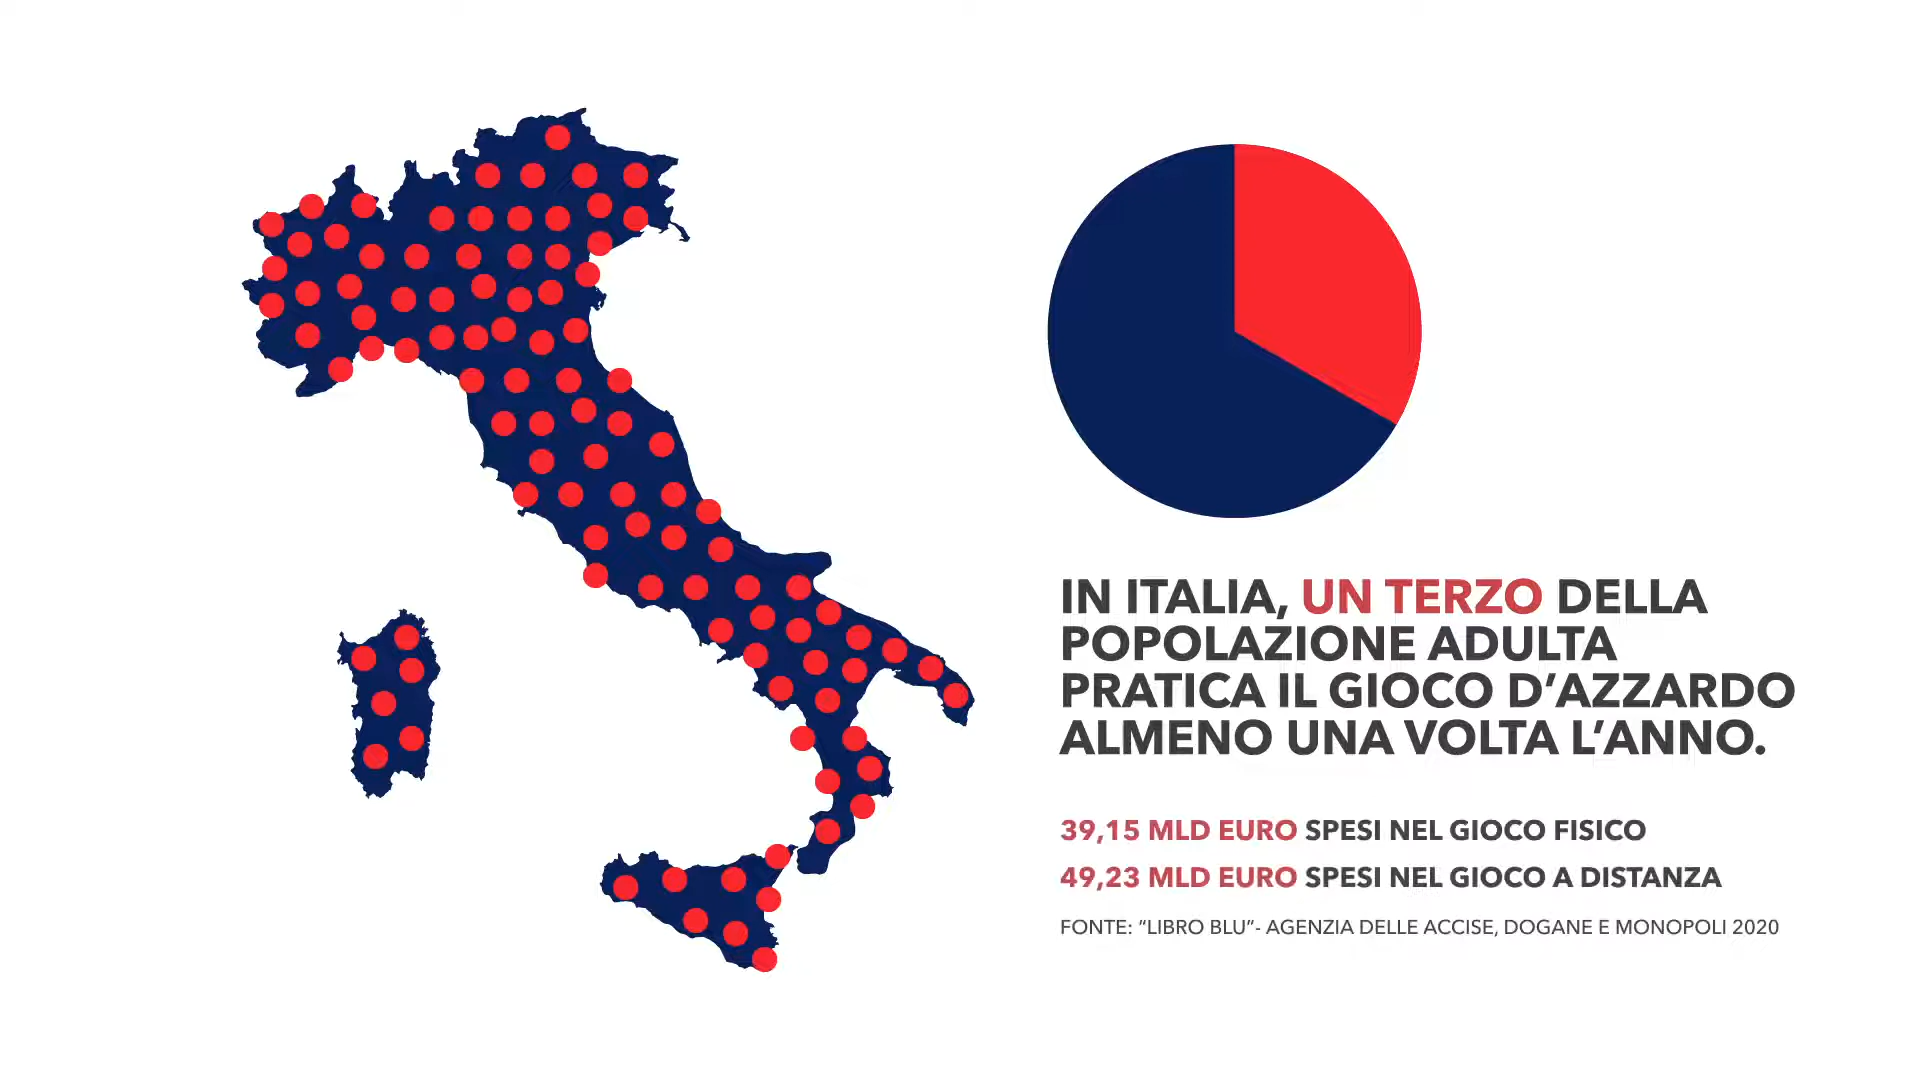 IN ITALIA, UN TERZO DELLA
POPOLAZIONE ADULTA
PRATICA IL GIOCO D’AZZARDO
ALMENO UNA VOLTA L’ANNO.
39,15 MLD EURO SPESI NEL GIOCO FISICO
49,23 MLD EURO SPESI NEL GIOCO A DISTANZA
FONTE: “LIBRO BLU”- AGENZIA DELLE ACCISE, DOGANE E MONOPOLI 2020